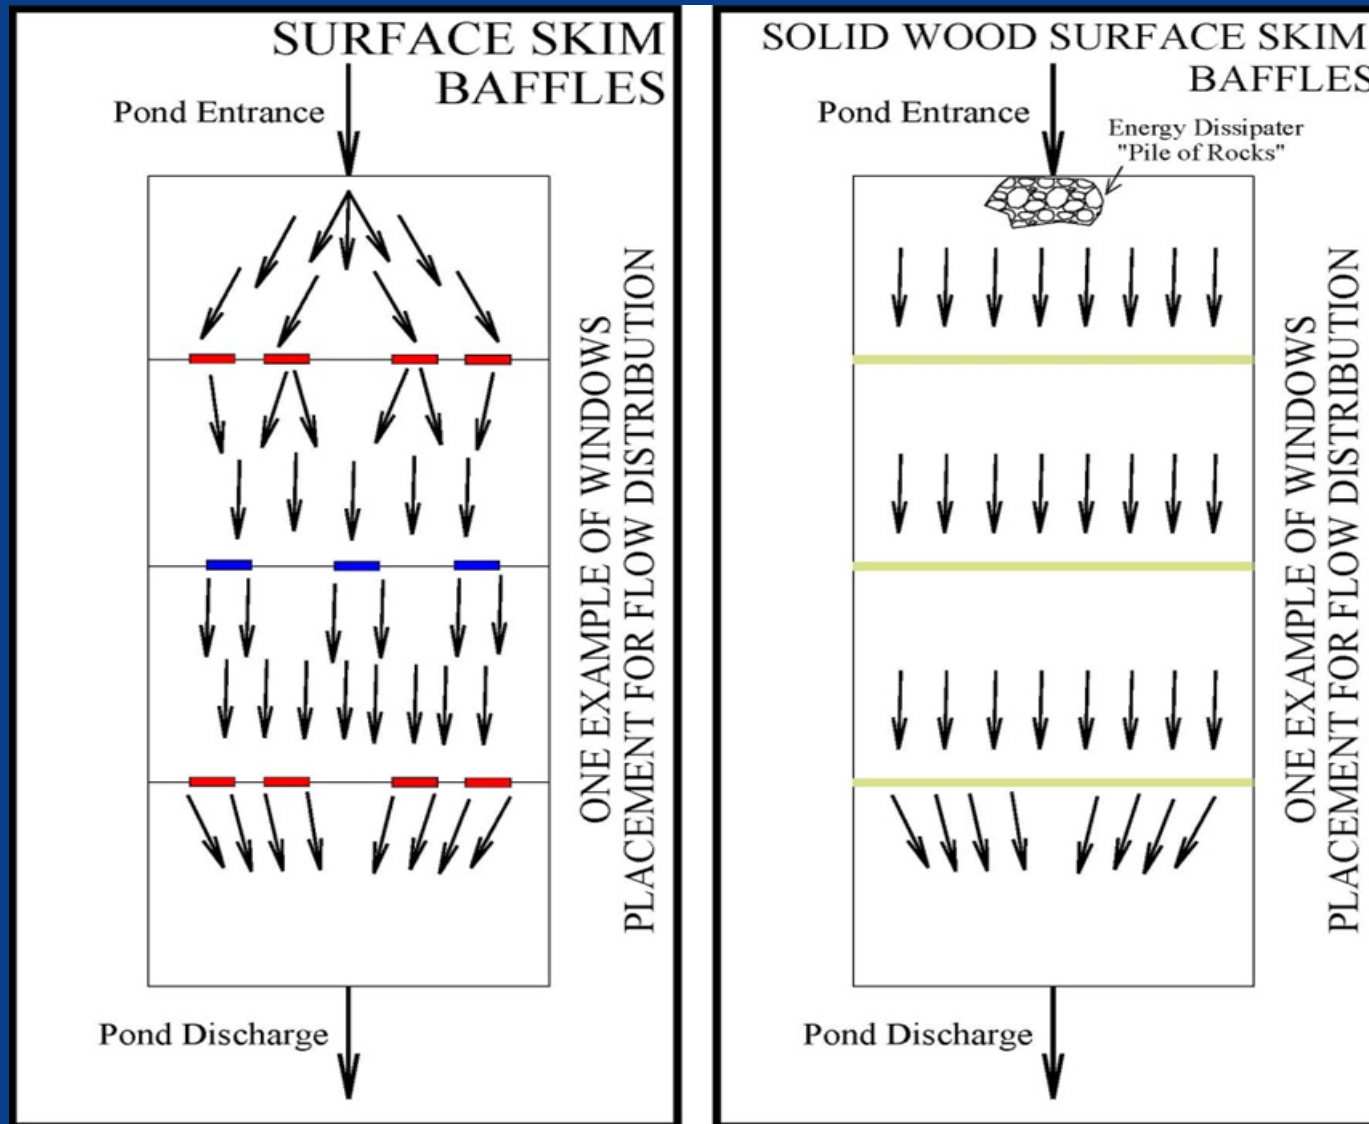 SURFACE SKIM
BAFFLES
Pond Entrance
ONE EXAMPLE OF WINDOWS
PLACEMENT FOR FLOW DISTRIBUTION
Pond Discharge
SOLID WOOD SURFACE SKIM
BAFFLES
Pond Entrance
Energy Dissipater
"Pile of Rocks"
ONE EXAMPLE OF WINDOWS
PLACEMENT FOR FLOW DISTRIBUTION
Pond Discharge